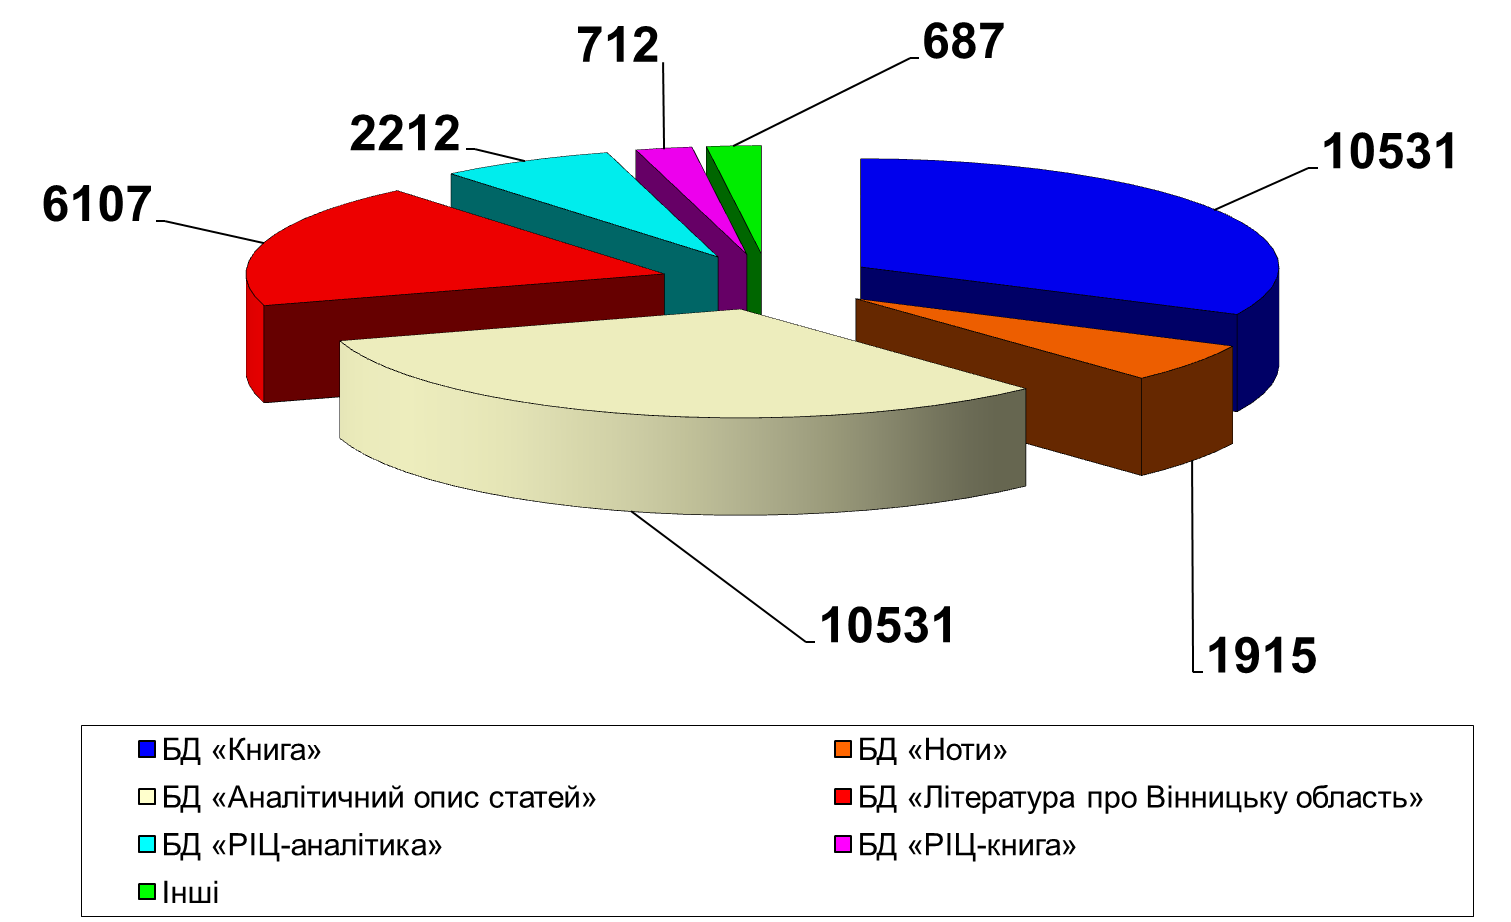 712
687
2212
10531
6107
10531
1915
БД «Книга»
БД «Ноти»
БД «Аналітичний опис статей»
БД «Література про Вінницьку область»
БД «РІЦ-аналітика»
БД «РІЦ-книга»
Інші